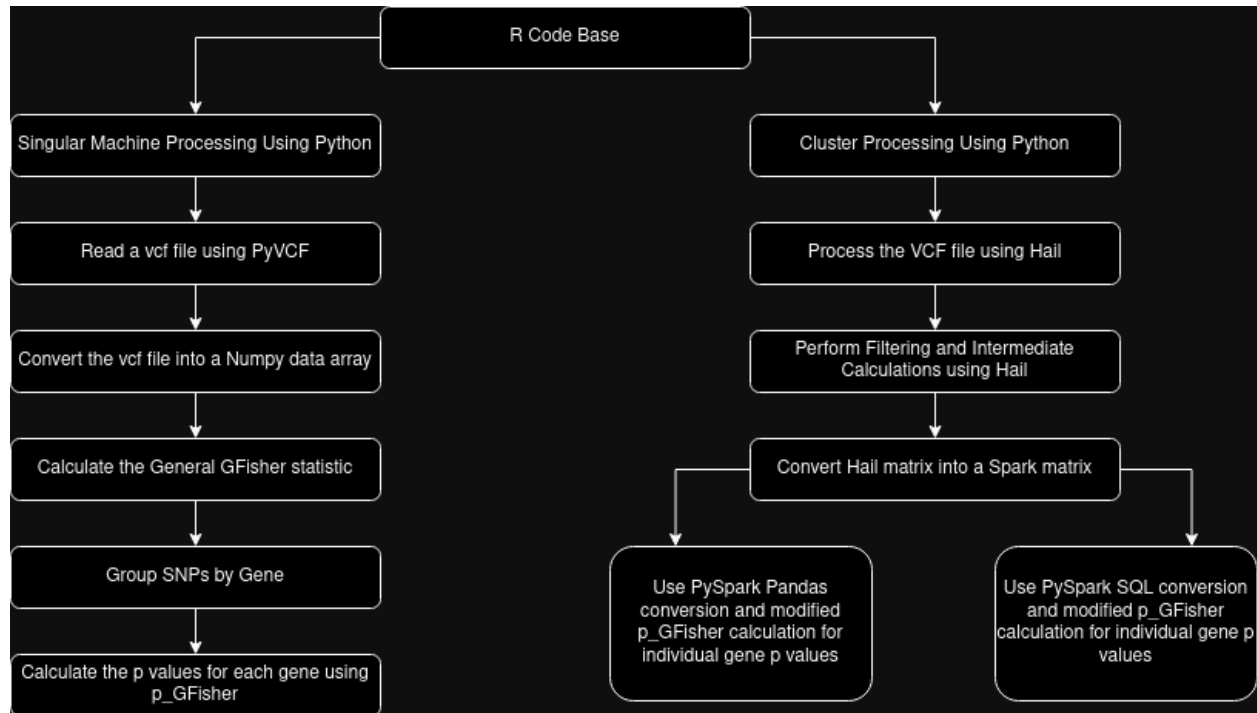 R Code Base
Singular Machine Processing Using Python
Cluster Processing Using Python
Read a vcf file using PyVCF
Process the VCF file using Hail
Convert the vcf file into a Numpy data array
Perform Filtering and Intermediate
Calculations using Hail
Calculate the General GFisher statistic
Convert Hail matrix into a Spark matrix
Group SNPs by Gene
Use PySpark Pandas
conversion and modified
p_GFisher calculation for
individual gene p values
Use PySpark SQL conversion
and modified p_GFisher
calculation for individual gene p
values
Calculate the p values for each gene using
p_GFisher